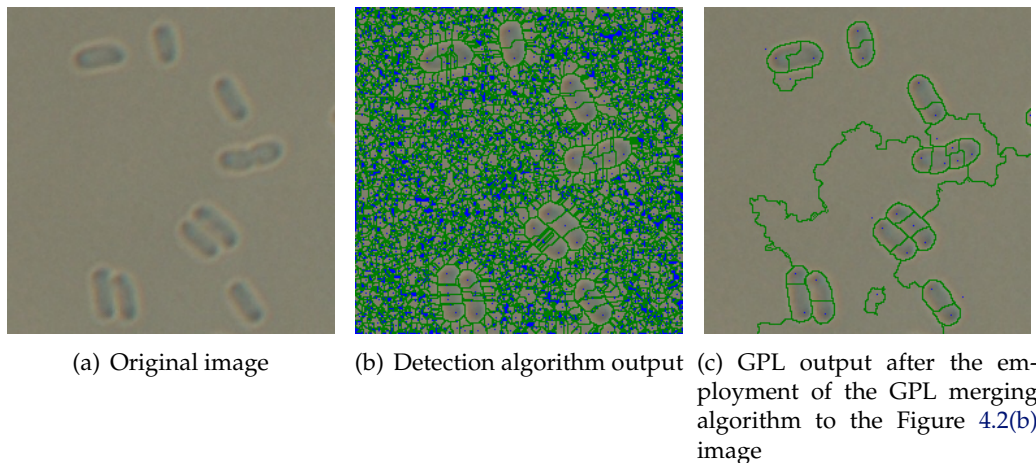 (a) Original image
(b) Detection algorithm output
(c) GPL output after the em-
ployment of the GPL merging
algorithm to the Figure 4.2(b)
image